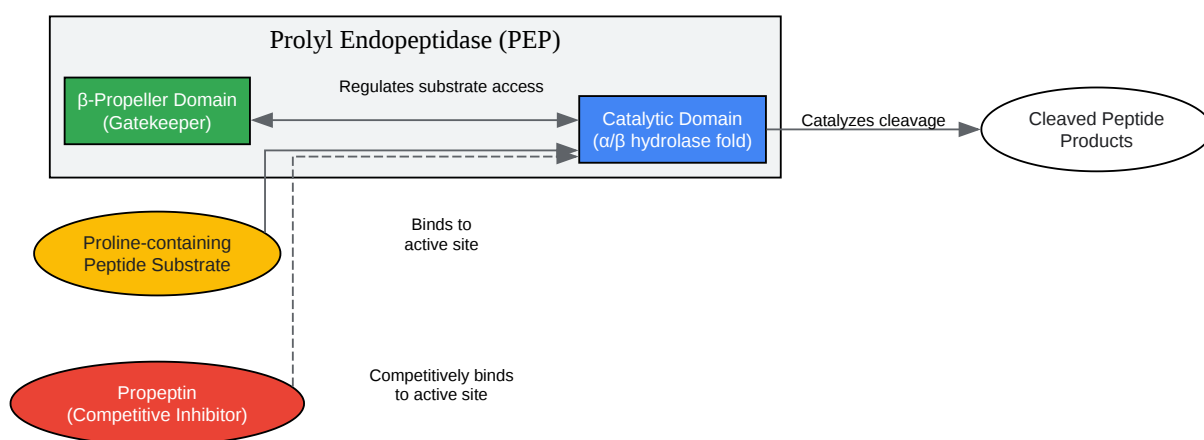 Prolyl Endopeptidase (PEP)
β-Propeller Domain
(Gatekeeper)
Regulates substrate access
Catalytic Domain
(α/β hydrolase fold)
Catalyzes cleavage
Cleaved Peptide
Products
Proline-containing
Peptide Substrate
Binds to
active site
Propeptin
(Competitive Inhibitor)
Competitively binds
to active site